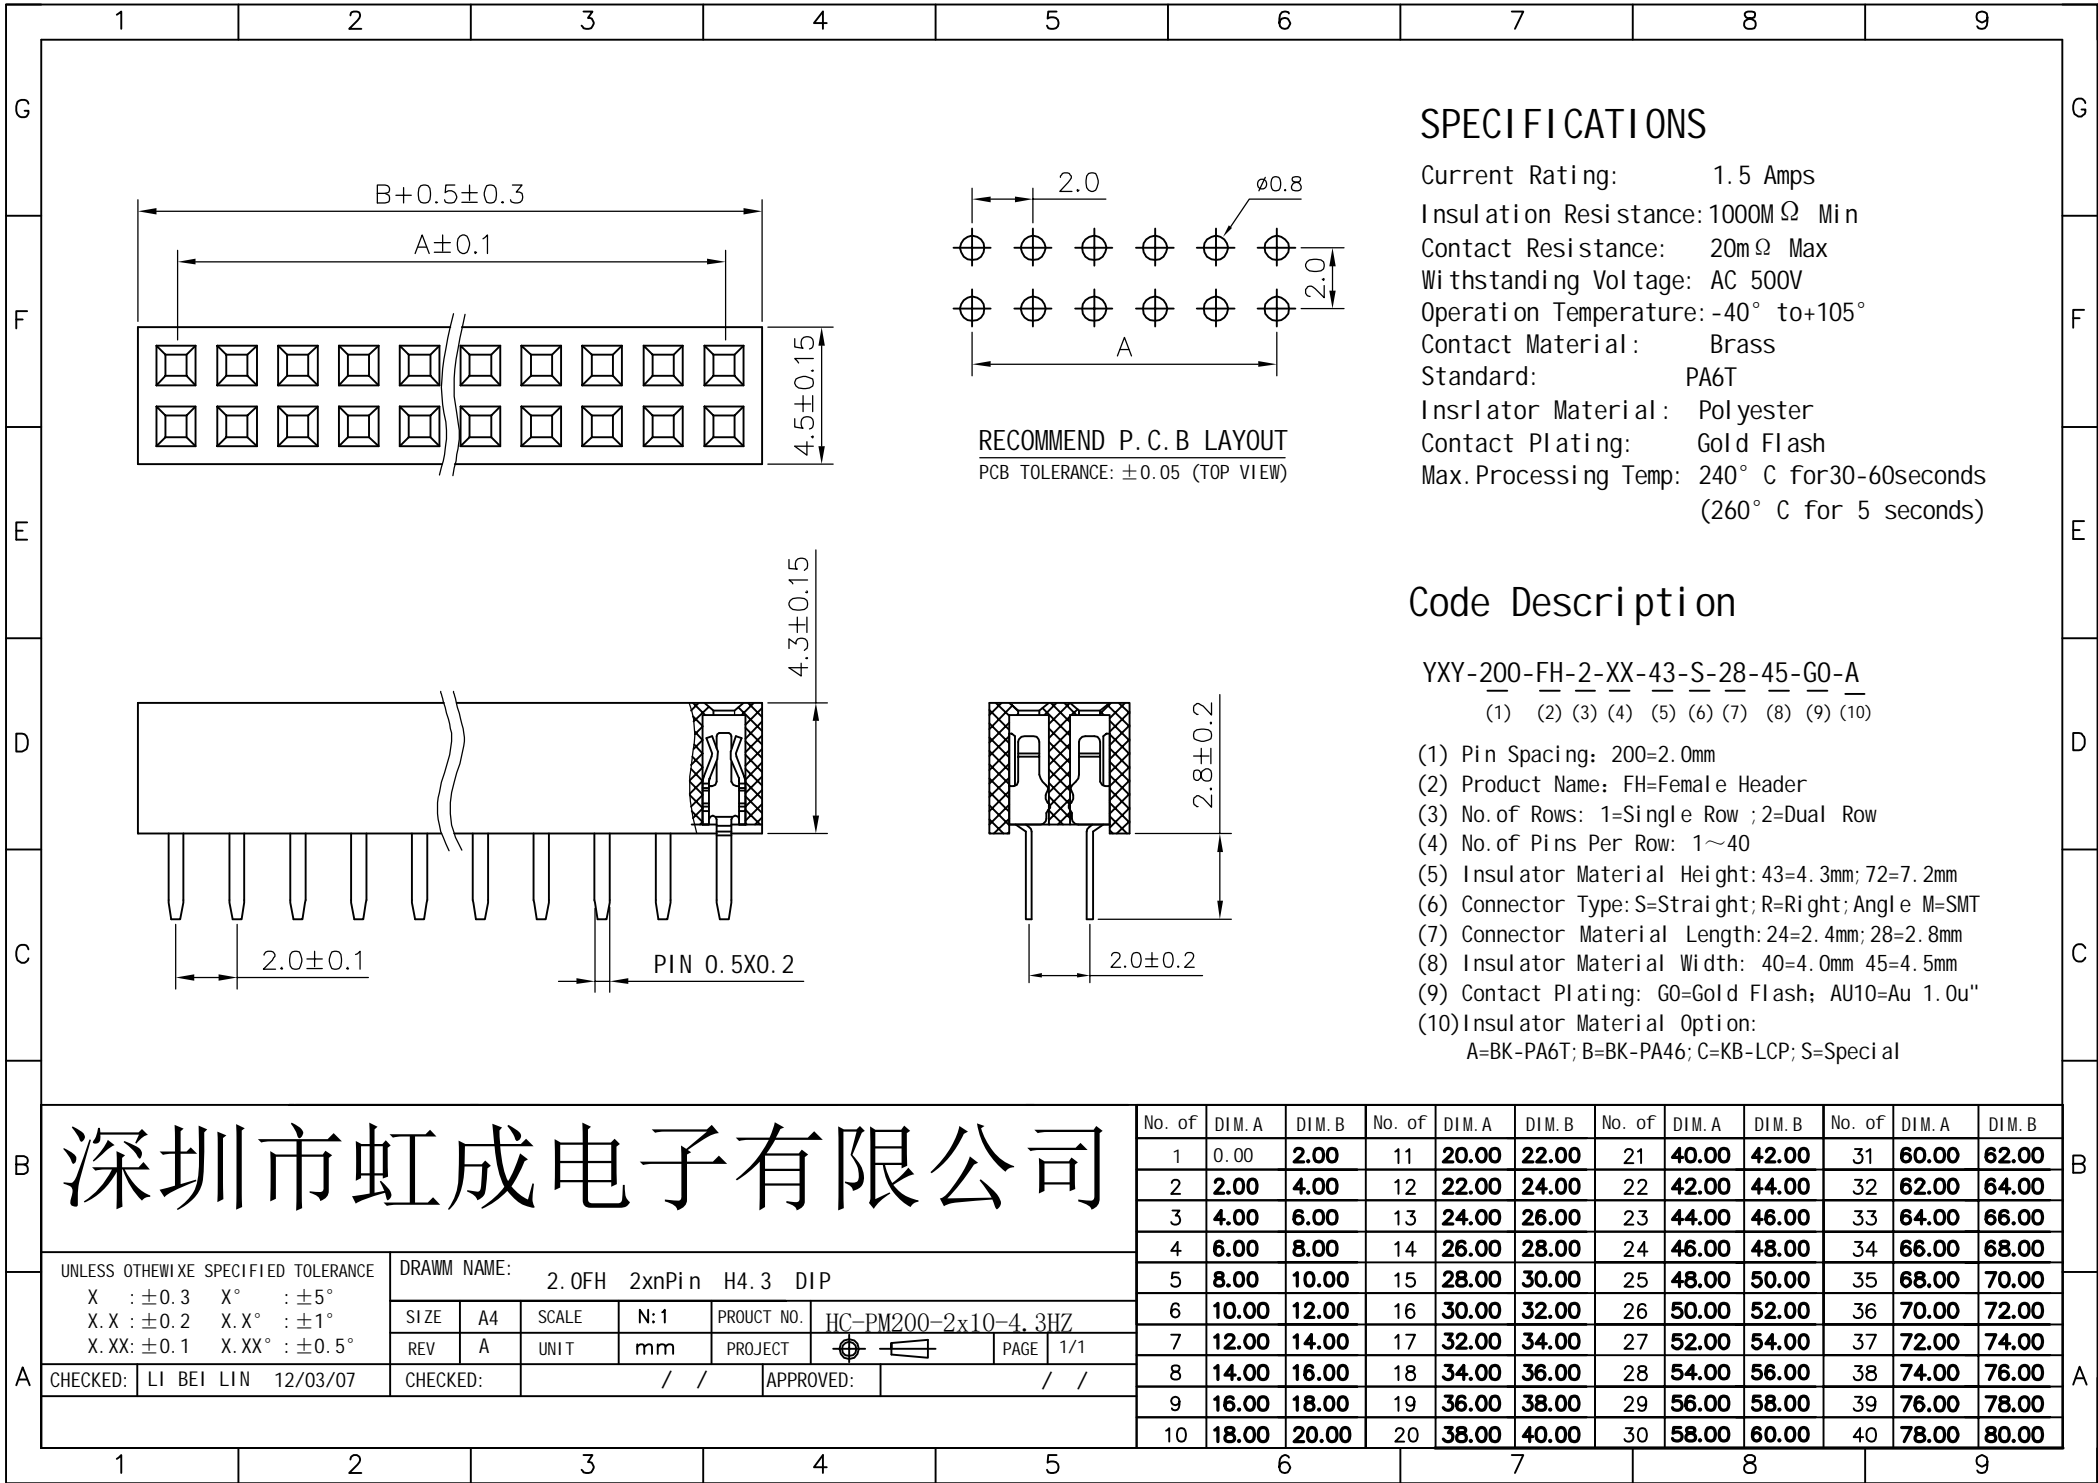 1 2 3 4 5 6 7 8 9
G G
F F
E E
D D
C C
B B
A A
B+0.5±0.3
A±0.1
4.5±0.15
2.0
ø0.8
2.0
A
RECOMMEND P.C.B LAYOUT
PCB TOLERANCE: ±0.05 (TOP VIEW)
SPECIFICATIONS
Current Rating: 1.5 Amps
Insulation Resistance: 1000MΩ Min
Contact Resistance: 20mΩ Max
Withstanding Voltage: AC 500V
Operation Temperature: -40° to+105°
Contact Material: Brass
Standard: PA6T
Insrlator Material: Polyester
Contact Plating: Gold Flash
Max.Processing Temp: 240° C for30-60seconds
(260° C for 5 seconds)
4.3±0.15
2.0±0.1
PIN 0.5X0.2
2.8±0.2
2.0±0.2
Code Description
YXY-200-FH-2-XX-43-S-28-45-G0-A
(1) (2) (3) (4) (5) (6) (7) (8) (9) (10)
(1) Pin Spacing: 200=2.0mm
(2) Product Name: FH=Female Header
(3) No.of Rows: 1=Single Row ;2=Dual Row
(4) No.of Pins Per Row: 1～40
(5) Insulator Material Height:43=4.3mm;72=7.2mm
(6) Connector Type:S=Straight;R=Right;Angle M=SMT
(7) Connector Material Length:24=2.4mm;28=2.8mm
(8) Insulator Material Width: 40=4.0mm 45=4.5mm
(9) Contact Plating: G0=Gold Flash; AU10=Au 1.0u"
(10)Insulator Material Option:
A=BK-PA6T;B=BK-PA46;C=KB-LCP;S=Special
深圳市虹成电子有限公司
UNLESS OTHEWIXE SPECIFIED TOLERANCE
X :±0.3 X° :±5°
X.X :±0.2 X.X° :±1°
X.XX:±0.1 X.XX° :±0.5°
DRAWM NAME: 2.0FH 2xnPin H4.3 DIP
SIZE A4 SCALE N:1 PROUCT NO. HC-PM200-2x10-4.3HZ
REV A UNIT mm PROJECT PAGE 1/1
CHECKED: LI BEI LIN 12/03/07 CHECKED: / / APPROVED: / /
No. of DIM.A DIM.B No. of DIM.A DIM.B No. of DIM.A DIM.B No. of DIM.A DIM.B
1 0.00 2.00 11 20.00 22.00 21 40.00 42.00 31 60.00 62.00
2 2.00 4.00 12 22.00 24.00 22 42.00 44.00 32 62.00 64.00
3 4.00 6.00 13 24.00 26.00 23 44.00 46.00 33 64.00 66.00
4 6.00 8.00 14 26.00 28.00 24 46.00 48.00 34 66.00 68.00
5 8.00 10.00 15 28.00 30.00 25 48.00 50.00 35 68.00 70.00
6 10.00 12.00 16 30.00 32.00 26 50.00 52.00 36 70.00 72.00
7 12.00 14.00 17 32.00 34.00 27 52.00 54.00 37 72.00 74.00
8 14.00 16.00 18 34.00 36.00 28 54.00 56.00 38 74.00 76.00
9 16.00 18.00 19 36.00 38.00 29 56.00 58.00 39 76.00 78.00
10 18.00 20.00 20 38.00 40.00 30 58.00 60.00 40 78.00 80.00
1 2 3 4 5 6 7 8 9